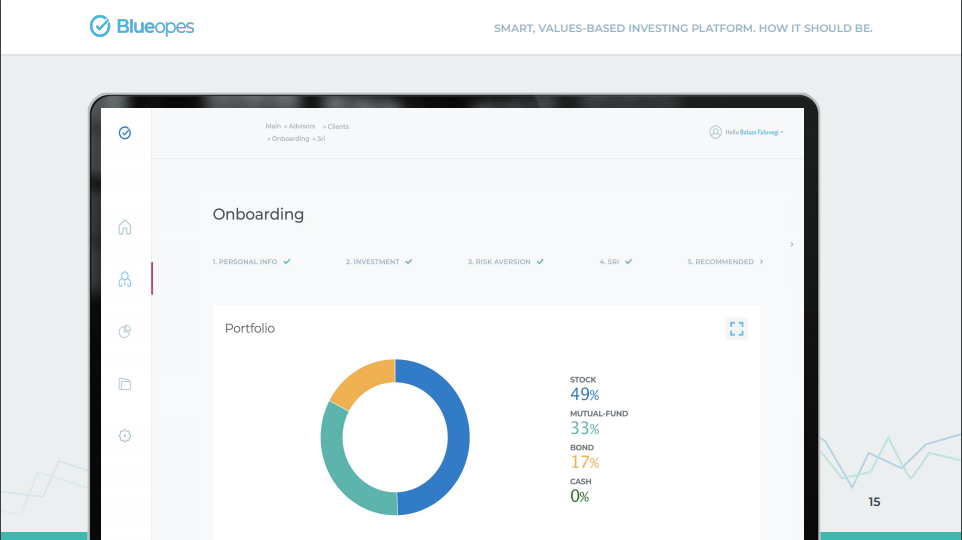 Blueopes
SMART, VALUES-BASED INVESTING PLATFORM. HOW IT SHOULD BE.
Main » Advisors » Clients
» Onboarding » Sri
Hello Balazs Faluvegi
Onboarding
1. PERSONAL INFO
2. INVESTMENT
3. RISK AVERSION
4. SRI
5. RECOMMENDED
Portfolio
STOCK
49%
MUTUAL-FUND
33%
BOND
17%
CASH
0%
15